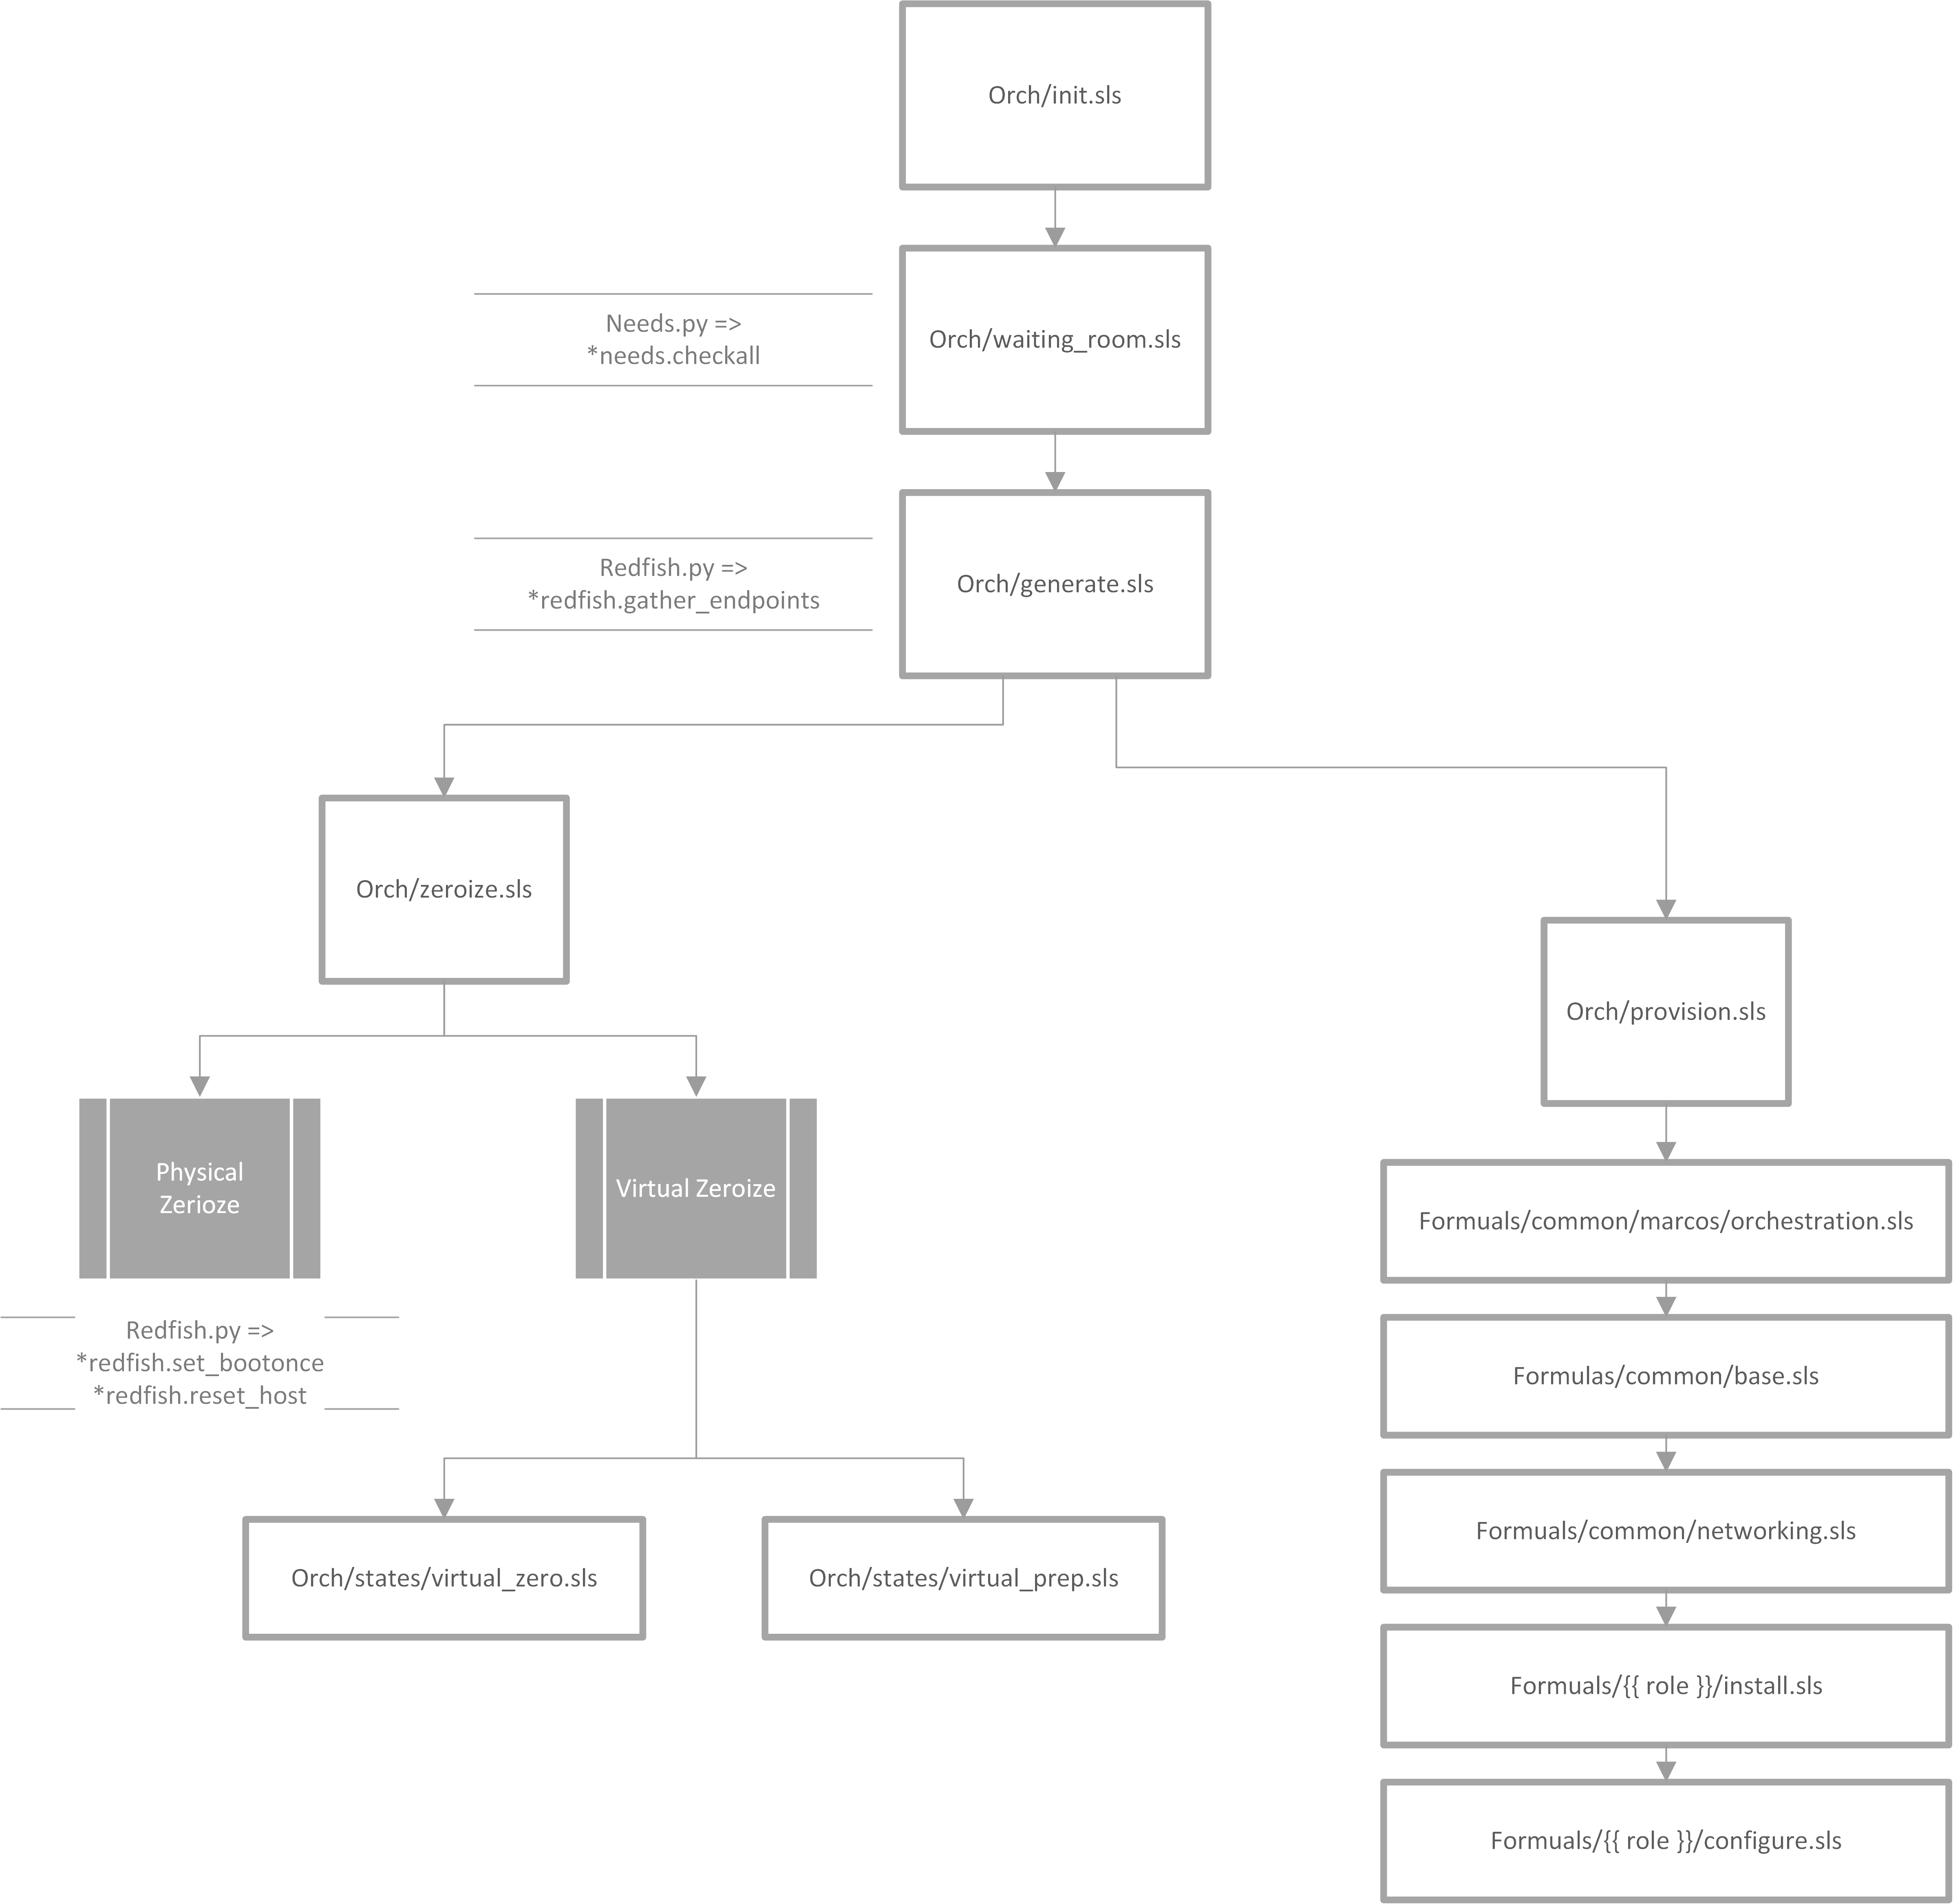 Orch/init.sls
Needs.py =>
*needs.checkall
Orch/waiting_room.sls
Redfish.py =>
*redfish.gather_endpoints
Orch/generate.sls
Orch/zeroize.sls
Orch/provision.sls
Physical
Zerioze
Virtual Zeroize
Redfish.py =>
*redfish.set_bootonce
*redfish.reset_host
Orch/states/virtual_zero.sls
Orch/states/virtual_prep.sls
Formuals/common/marcos/orchestration.sls
Formulas/common/base.sls
Formuals/common/networking.sls
Formuals/{{ role }}/install.sls
Formuals/{{ role }}/configure.sls